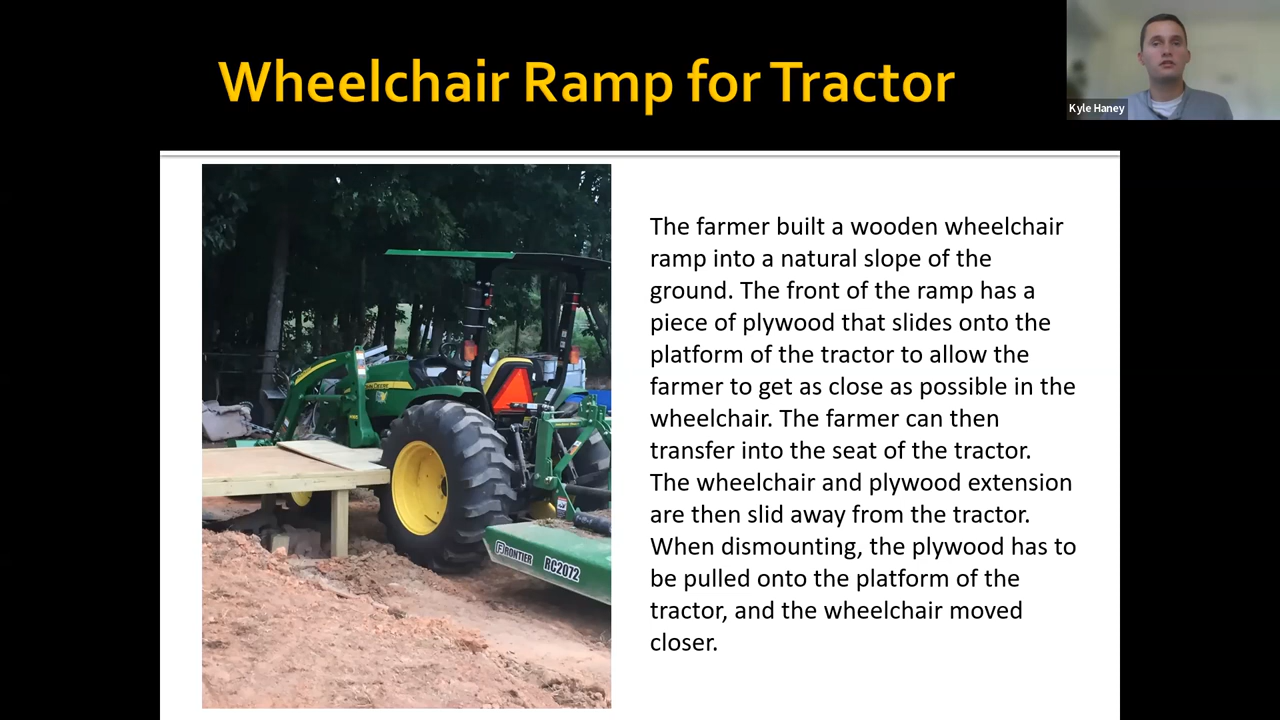 Wheelchair Ramp for Tractor
Kyle Haney
The farmer built a wooden wheelchair
ramp into a natural slope of the
ground. The front of the ramp has a
piece of plywood that slides onto the
platform of the tractor to allow the
farmer to get as close as possible in the
wheelchair. The farmer can then
transfer into the seat of the tractor.
The wheelchair and plywood extension
are then slid away from the tractor.
When dismounting, the plywood has to
be pulled onto the platform of the
tractor, and the wheelchair moved
closer.
JOHN DEERE
FRONTIER RC2072